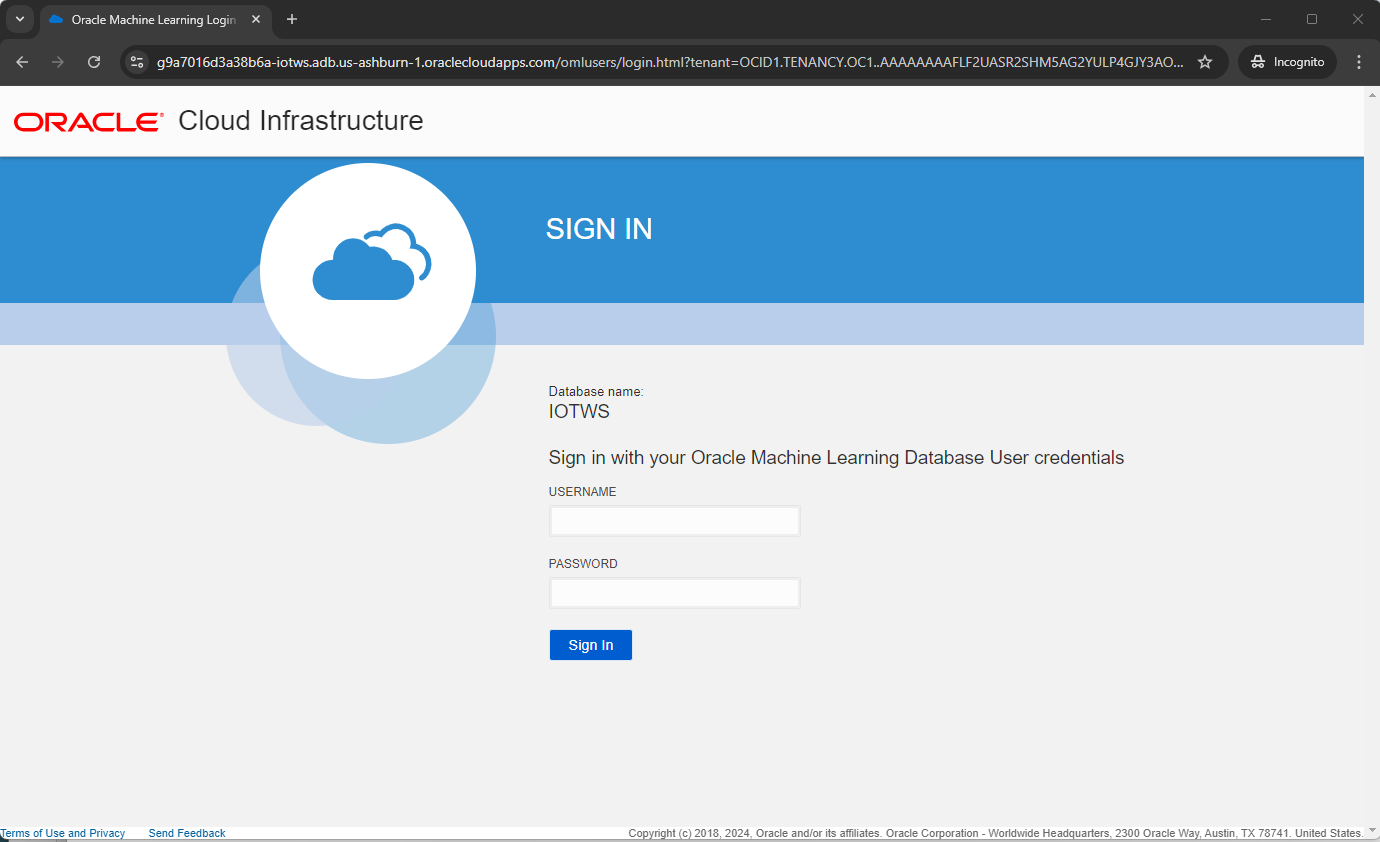 Oracle Machine Learning Login
g9a7016d3a38b6a-iotws.adb.us-ashburn-1.oraclecloudapps.com/omlusers/login.html?tenant=OCID1.TENANCY.OC1..AAAAAAAAFLF2UASR2SHM5AG2YULP4GJY3AO...
Incognito
ORACLE® Cloud Infrastructure
SIGN IN
Database name:
IOTWS
Sign in with your Oracle Machine Learning Database User credentials
USERNAME
PASSWORD
Sign In
Terms of Use and Privacy
Send Feedback
Copyright (c) 2018, 2024, Oracle and/or its affiliates. Oracle Corporation - Worldwide Headquarters, 2300 Oracle Way, Austin, TX 78741. United States.